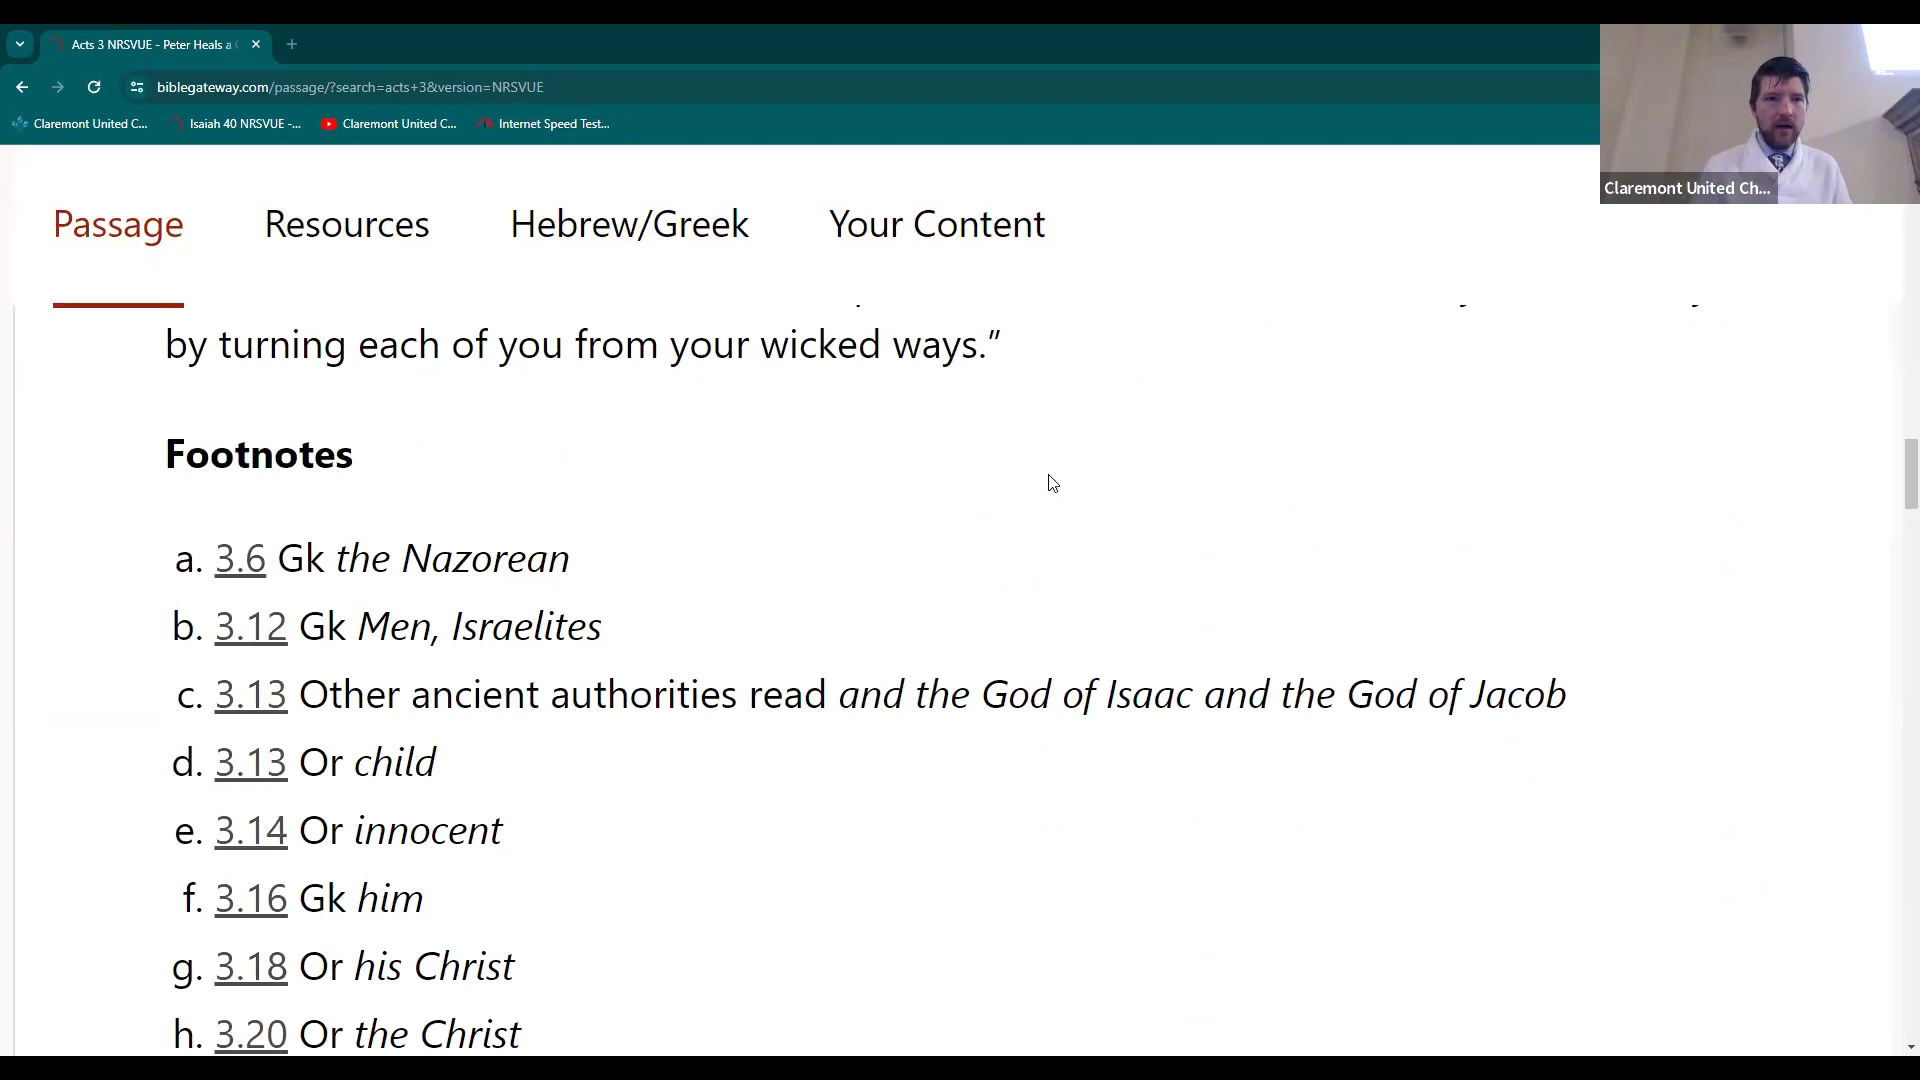 Acts 3 NRSVUE - Peter Heals a
biblegateway.com/passage/?search=acts+3&version=NRSVUE
Claremont United C... Isaiah 40 NRSVUE -... Claremont United C... Internet Speed Test...
Claremont United Ch...
Passage Resources Hebrew/Greek Your Content
by turning each of you from your wicked ways.”
Footnotes
a. 3.6 Gk the Nazorean
b. 3.12 Gk Men, Israelites
c. 3.13 Other ancient authorities read and the God of Isaac and the God of Jacob
d. 3.13 Or child
e. 3.14 Or innocent
f. 3.16 Gk him
g. 3.18 Or his Christ
h. 3.20 Or the Christ